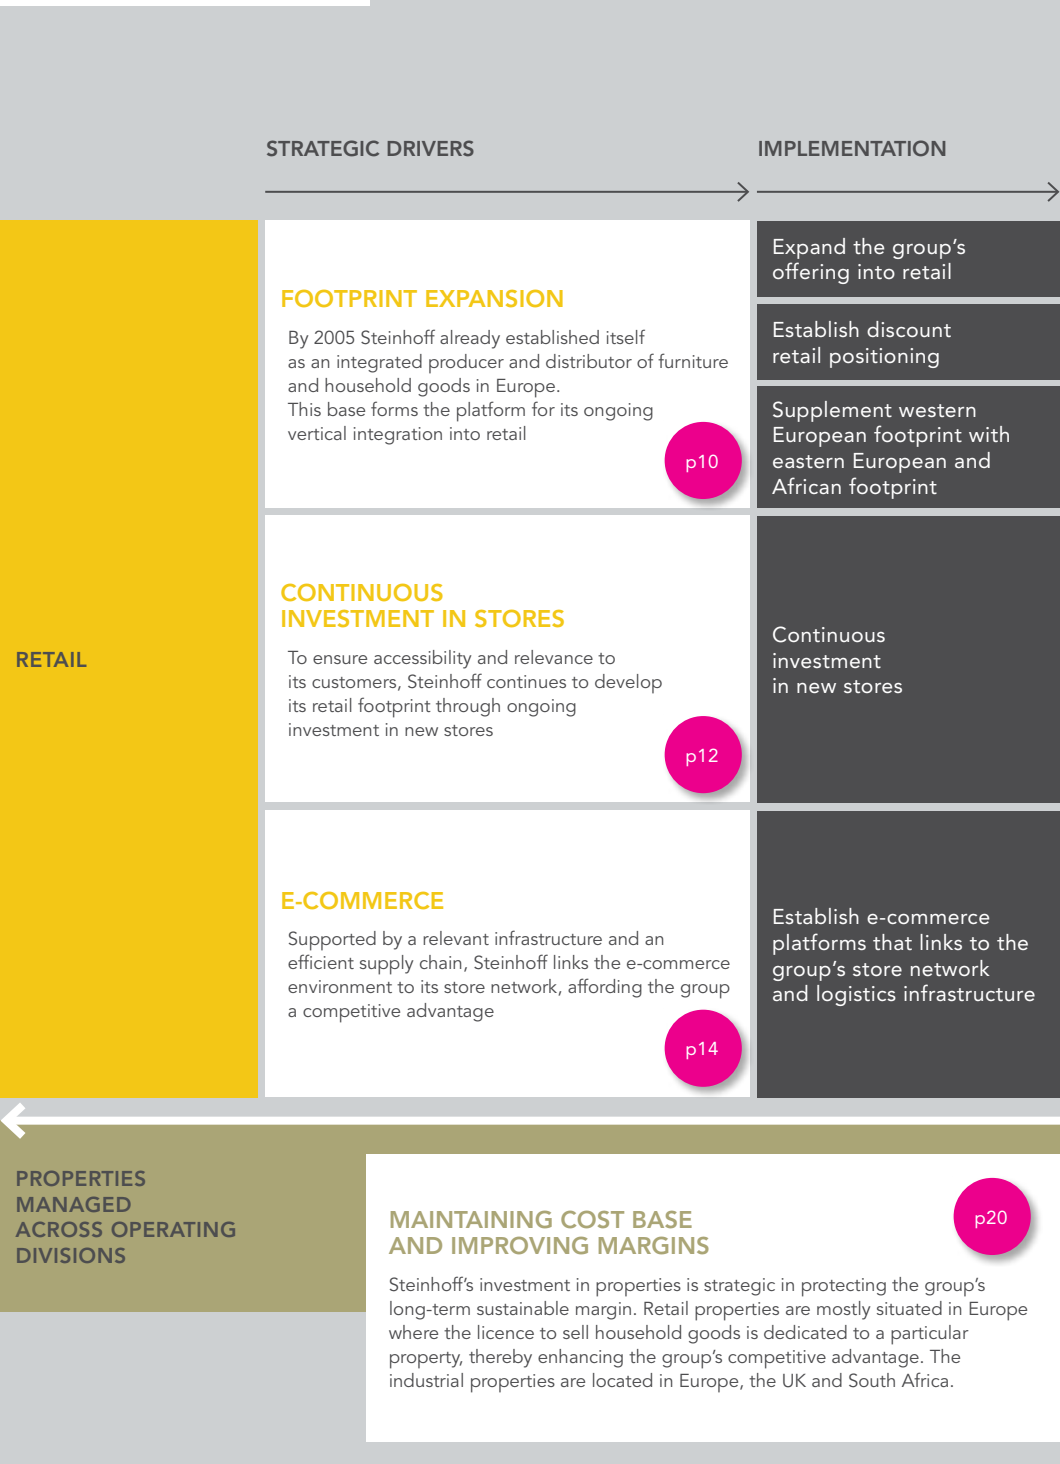 STRATEGIC DRIVERS
IMPLEMENTATION
RETAIL
FOOTPRINT EXPANSION
By 2005 Steinhoff already established itself
as an integrated producer and distributor of furniture
and household goods in Europe.
This base forms the platform for its ongoing
vertical integration into retail
p10
Expand the group’s
offering into retail
Establish discount
retail positioning
Supplement western
European footprint with
eastern European and
African footprint
CONTINUOUS
INVESTMENT IN STORES
To ensure accessibility and relevance to
its customers, Steinhoff continues to develop
its retail footprint through ongoing
investment in new stores
p12
Continuous
investment
in new stores
E-COMMERCE
Supported by a relevant infrastructure and an
efficient supply chain, Steinhoff links the e-commerce
environment to its store network, affording the group
a competitive advantage
p14
Establish e-commerce
platforms that links to the
group’s store network
and logistics infrastructure
PROPERTIES
MANAGED
ACROSS OPERATING
DIVISIONS
MAINTAINING COST BASE
AND IMPROVING MARGINS
p20
Steinhoff’s investment in properties is strategic in protecting the group’s
long-term sustainable margin. Retail properties are mostly situated in Europe
where the licence to sell household goods is dedicated to a particular
property, thereby enhancing the group’s competitive advantage. The
industrial properties are located in Europe, the UK and South Africa.